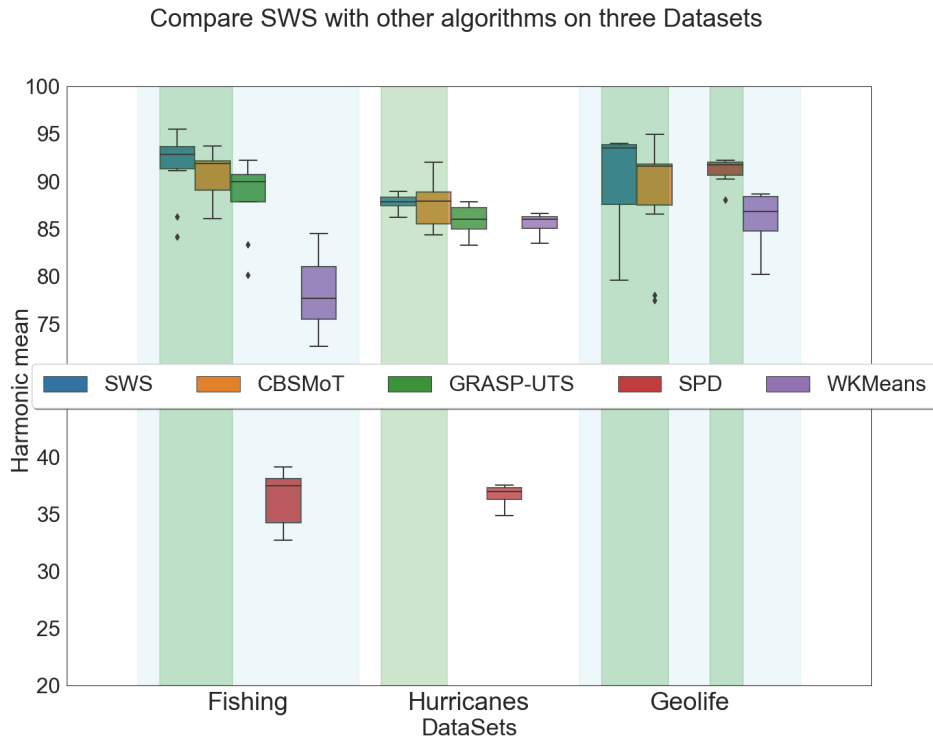 Compare SWS with other algorithms on three Datasets
100
95
90
85
80
75
Harmonic mean
SWS CBSMoT GRASP-UTS SPD WKMeans
40
35
30
25
20
Fishing Hurricanes Geolife
DataSets